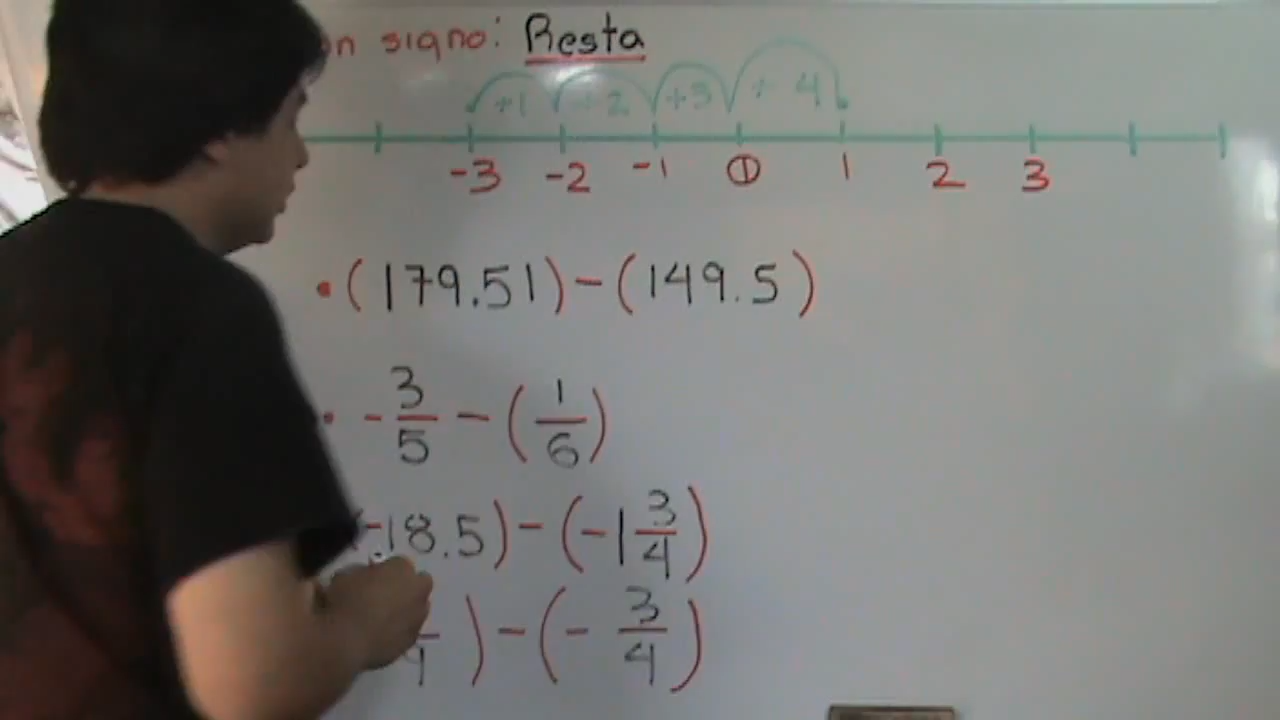 signo: Resta
+1 +2 +3 + 4
-3 -2 -1 0 1 2 3
• (179.51) - (149.5)
• - 3/5 - (1/6)
-18.5) - (-1 3/4)
) - (- 3/4)